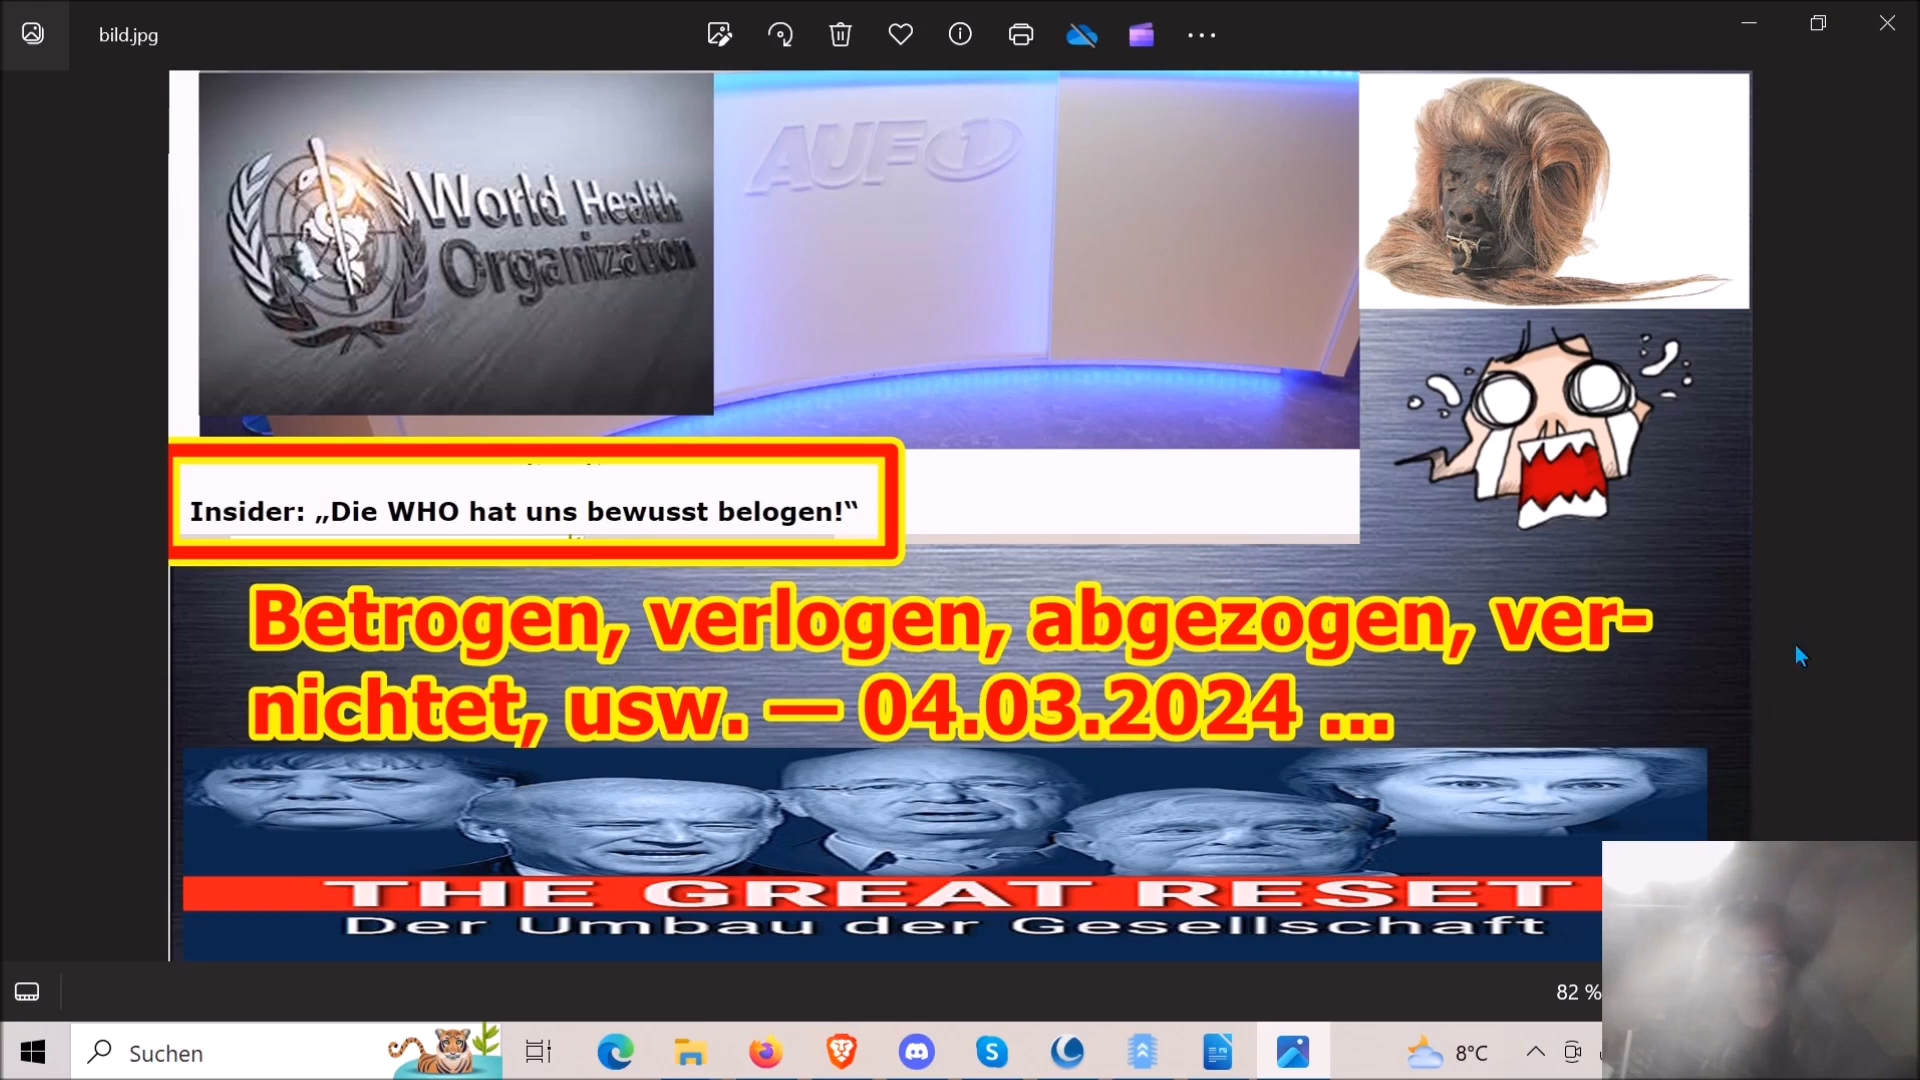 bild.jpg
World Health
Organization
AUF1
Insider: „Die WHO hat uns bewusst belogen!“
Betrogen, verlogen, abgezogen, ver-
nichtet, usw. — 04.03.2024 ...
THE GREAT RESET
Der Umbau der Gesellschaft
82 %
Suchen
8°C